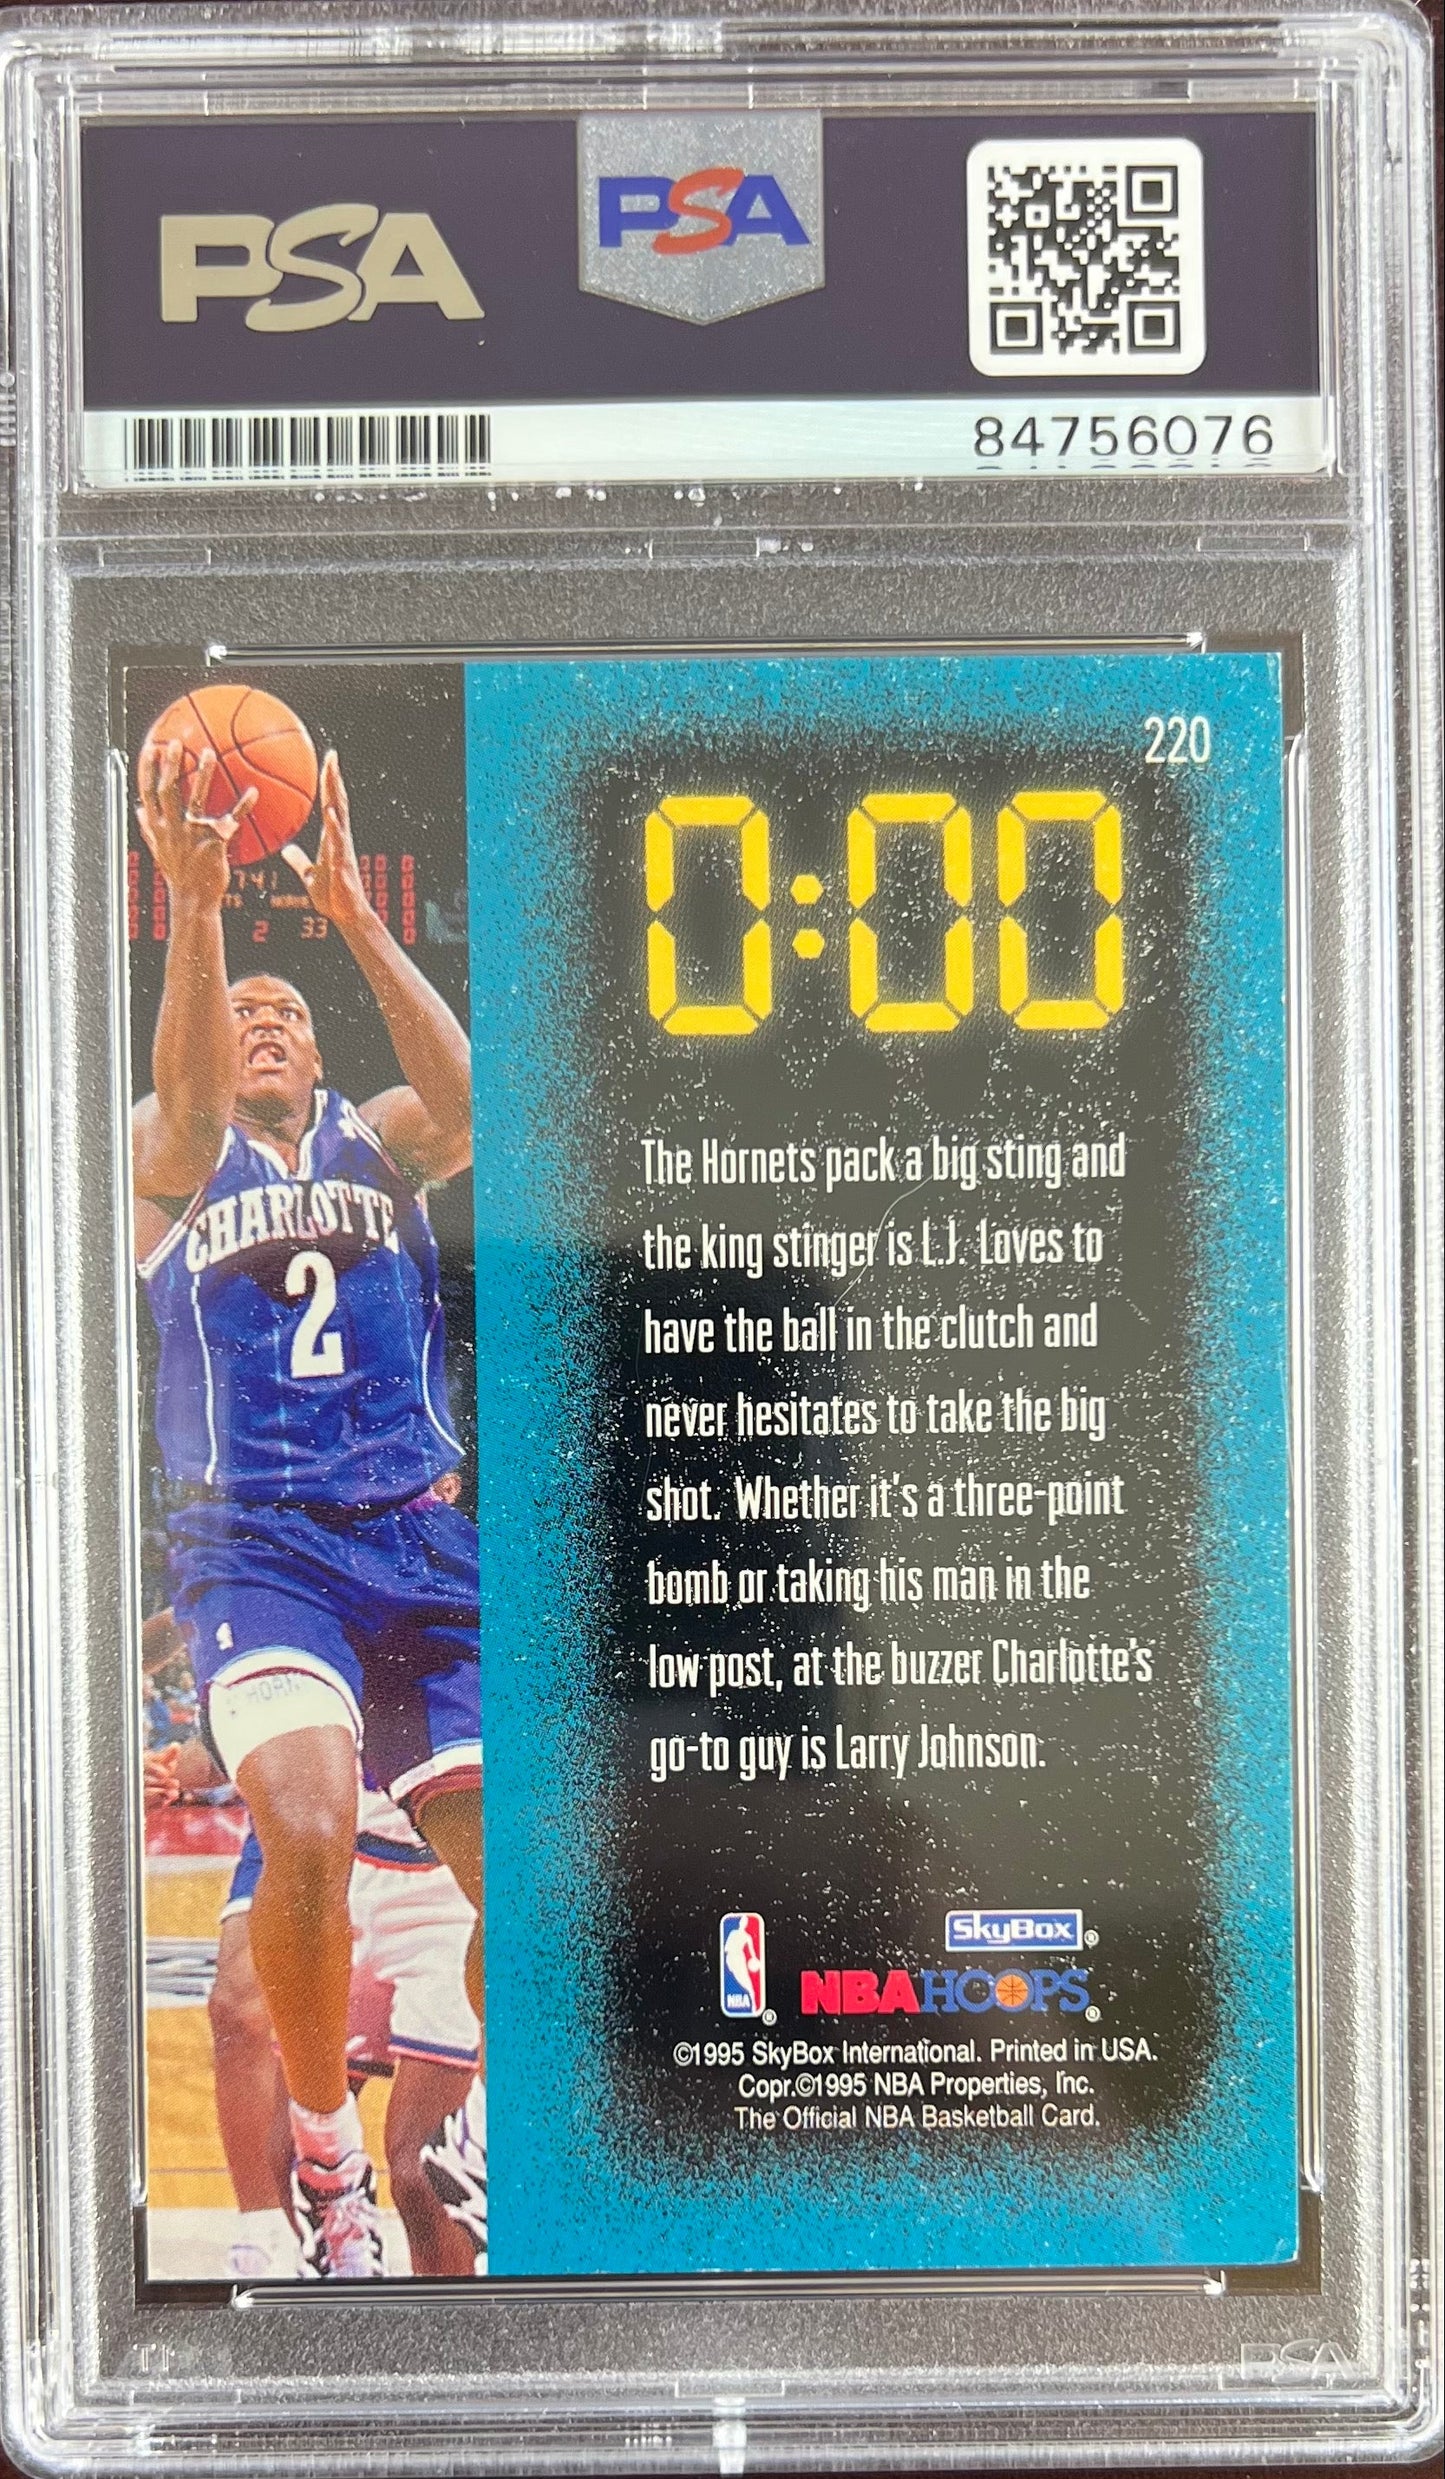 PSA
PSA
84756076
220
0:00
741
2 33
CHARLOTTE
2
The Hornets pack a big sting and
the king stinger is L.J. Loves to
have the ball in the clutch and
never hesitates to take the big
shot. Whether it's a three-point
bomb or taking his man in the
low post, at the buzzer Charlotte's
go-to guy is Larry Johnson.
SkyBox®
NBA®
NBA HOOPS®
©1995 SkyBox International. Printed in USA.
Copr.©1995 NBA Properties, Inc.
The Official NBA Basketball Card.
PSA